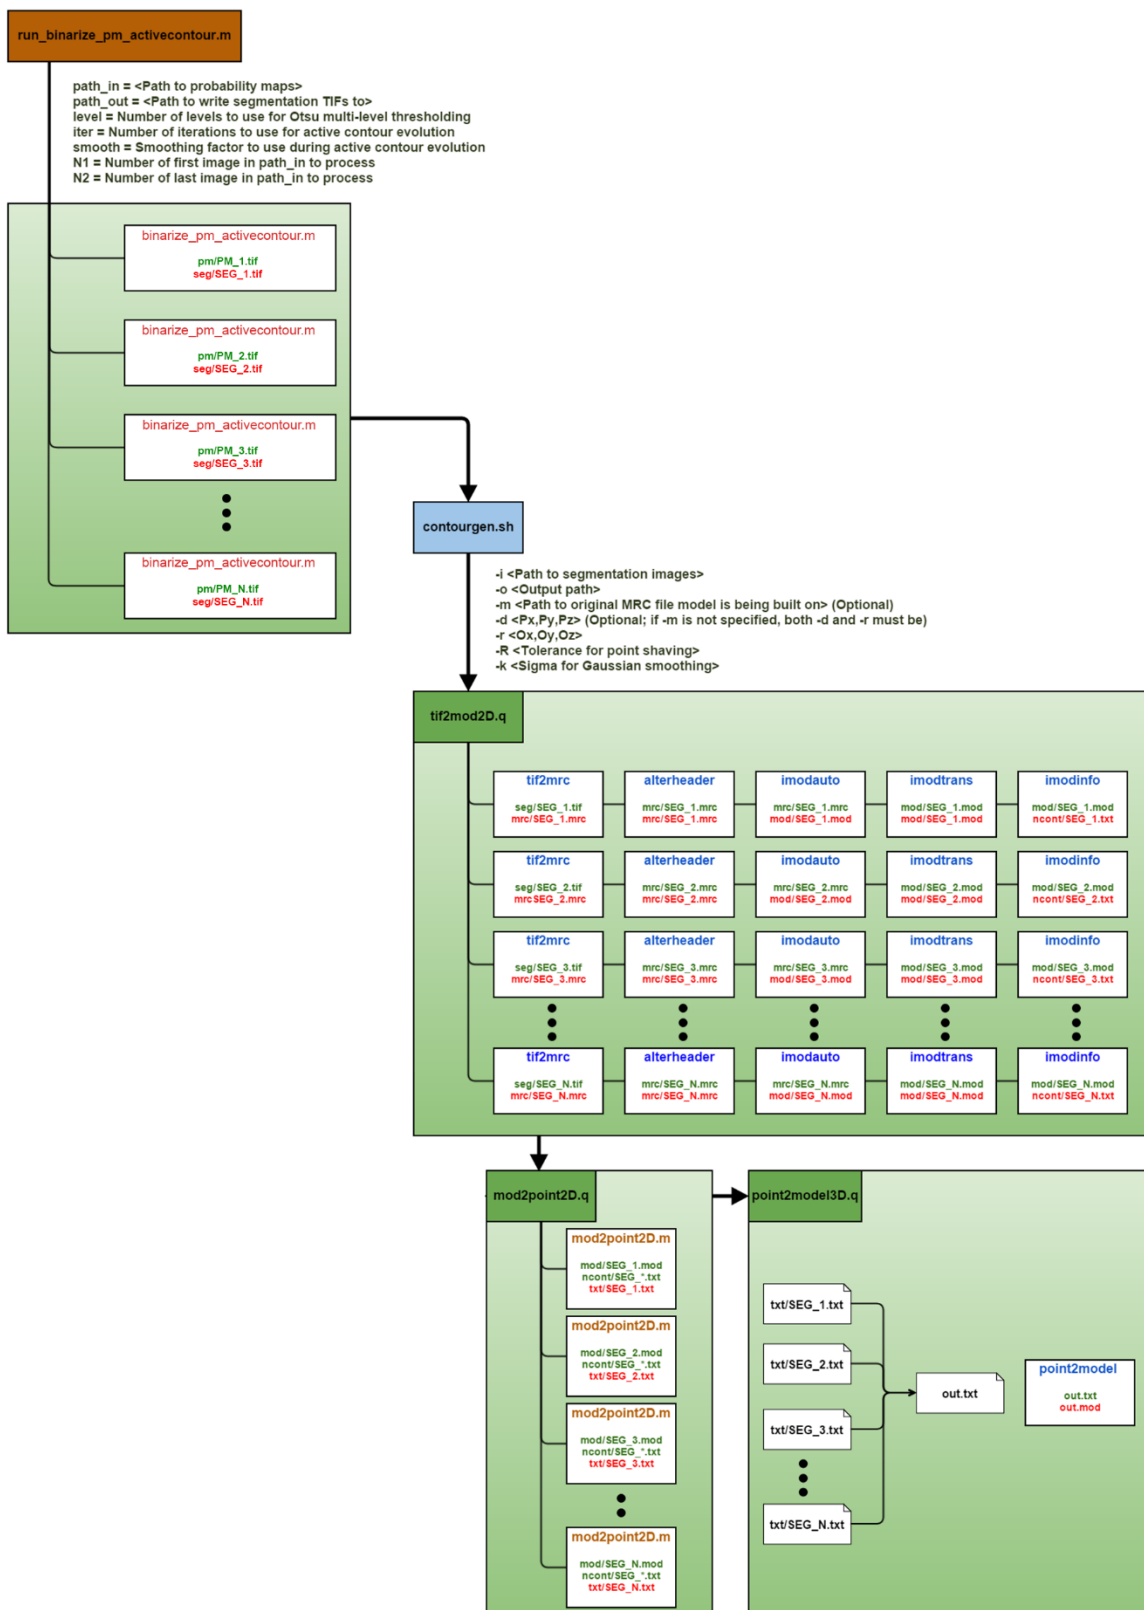 run_binarize_pm_activecontour.m
path_in = <Path to probability maps>
path_out = <Path to write segmentation TIFs to>
level = Number of levels to use for Otsu multi-level thresholding
iter = Number of iterations to use for active contour evolution
smooth = Smoothing factor to use during active contour evolution
N1 = Number of first image in path_in to process
N2 = Number of last image in path_in to process
binarize_pm_activecontour.m
pm/PM_1.tif
seg/SEG_1.tif
binarize_pm_activecontour.m
pm/PM_2.tif
seg/SEG_2.tif
binarize_pm_activecontour.m
pm/PM_3.tif
seg/SEG_3.tif
binarize_pm_activecontour.m
pm/PM_N.tif
seg/SEG_N.tif
contourgen.sh
-i <Path to segmentation images>
-o <Output path>
-m <Path to original MRC file model is being built on> (Optional)
-d <Px,Py,Pz> (Optional; if -m is not specified, both -d and -r must be)
-r <Ox,Oy,Oz>
-R <Tolerance for point shaving>
-k <Sigma for Gaussian smoothing>
tif2mod2D.q
tif2mrc
seg/SEG_1.tif
mrc/SEG_1.mrc
alterheader
mrc/SEG_1.mrc
mrc/SEG_1.mrc
imodauto
mrc/SEG_1.mrc
mod/SEG_1.mod
imodtrans
mod/SEG_1.mod
mod/SEG_1.mod
imodinfo
mod/SEG_1.mod
ncont/SEG_1.txt
tif2mrc
seg/SEG_2.tif
mrcSEG_2.mrc
alterheader
mrc/SEG_2.mrc
mrc/SEG_2.mrc
imodauto
mrc/SEG_2.mrc
mod/SEG_2.mod
imodtrans
mod/SEG_2.mod
mod/SEG_2.mod
imodinfo
mod/SEG_2.mod
ncont/SEG_2.txt
tif2mrc
seg/SEG_3.tif
mrc/SEG_3.mrc
alterheader
mrc/SEG_3.mrc
mrc/SEG_3.mrc
imodauto
mrc/SEG_3.mrc
mod/SEG_3.mod
imodtrans
mod/SEG_3.mod
mod/SEG_3.mod
imodinfo
mod/SEG_3.mod
ncont/SEG_3.txt
tif2mrc
seg/SEG_N.tif
mrc/SEG_N.mrc
alterheader
mrc/SEG_N.mrc
mrc/SEG_N.mrc
imodauto
mrc/SEG_N.mrc
mod/SEG_N.mod
imodtrans
mod/SEG_N.mod
mod/SEG_N.mod
imodinfo
mod/SEG_N.mod
ncont/SEG_N.txt
mod2point2D.q
mod2point2D.m
mod/SEG_1.mod
ncont/SEG_*.txt
txt/SEG_1.txt
mod2point2D.m
mod/SEG_2.mod
ncont/SEG_*.txt
txt/SEG_2.txt
mod2point2D.m
mod/SEG_3.mod
ncont/SEG_*.txt
txt/SEG_3.txt
mod2point2D.m
mod/SEG_N.mod
ncont/SEG_*.txt
txt/SEG_N.txt
point2model3D.q
txt/SEG_1.txt
txt/SEG_2.txt
txt/SEG_3.txt
txt/SEG_N.txt
out.txt
point2model
out.txt
out.mod